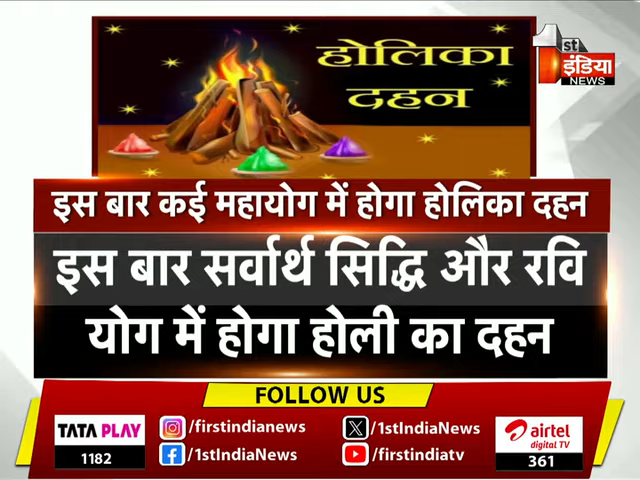 होलिका
दहन
1st
इंडिया
NEWS
इस बार कई महायोग में होगा होलिका दहन
इस बार सर्वार्थ सिद्धि और रवि
योग में होगा होली का दहन
FOLLOW US
TATA PLAY
1182
/firstindianews
/1stIndiaNews
/1stIndiaNews
/firstindiatv
airtel
digital TV
361